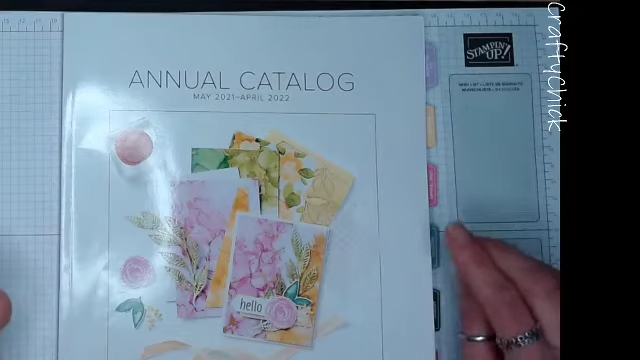 ANNUAL CATALOG
MAY 2021–APRIL 2022
hello
STAMPIN' UP!
craftychick